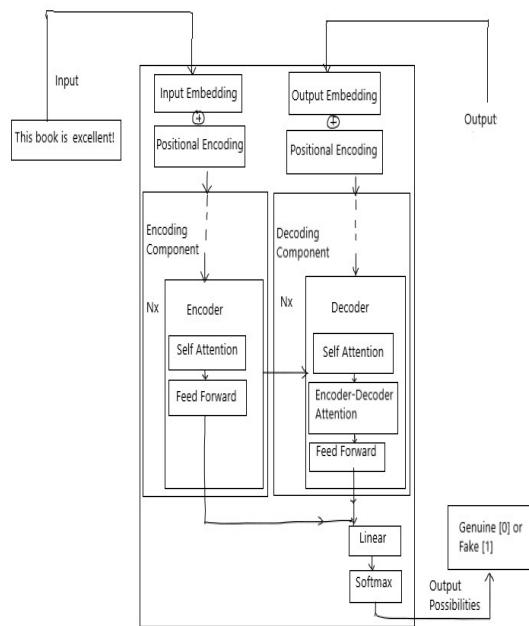 Input
This book is excellent!
Input Embedding
+
Positional Encoding
Output Embedding
+
Positional Encoding
Output
Encoding
Component
Nx
Encoder
Self Attention
Feed Forward
Decoding
Component
Nx
Decoder
Self Attention
Encoder-Decoder
Attention
Feed Forward
Linear
Softmax
Output
Possibilities
Genuine [0] or
Fake [1]